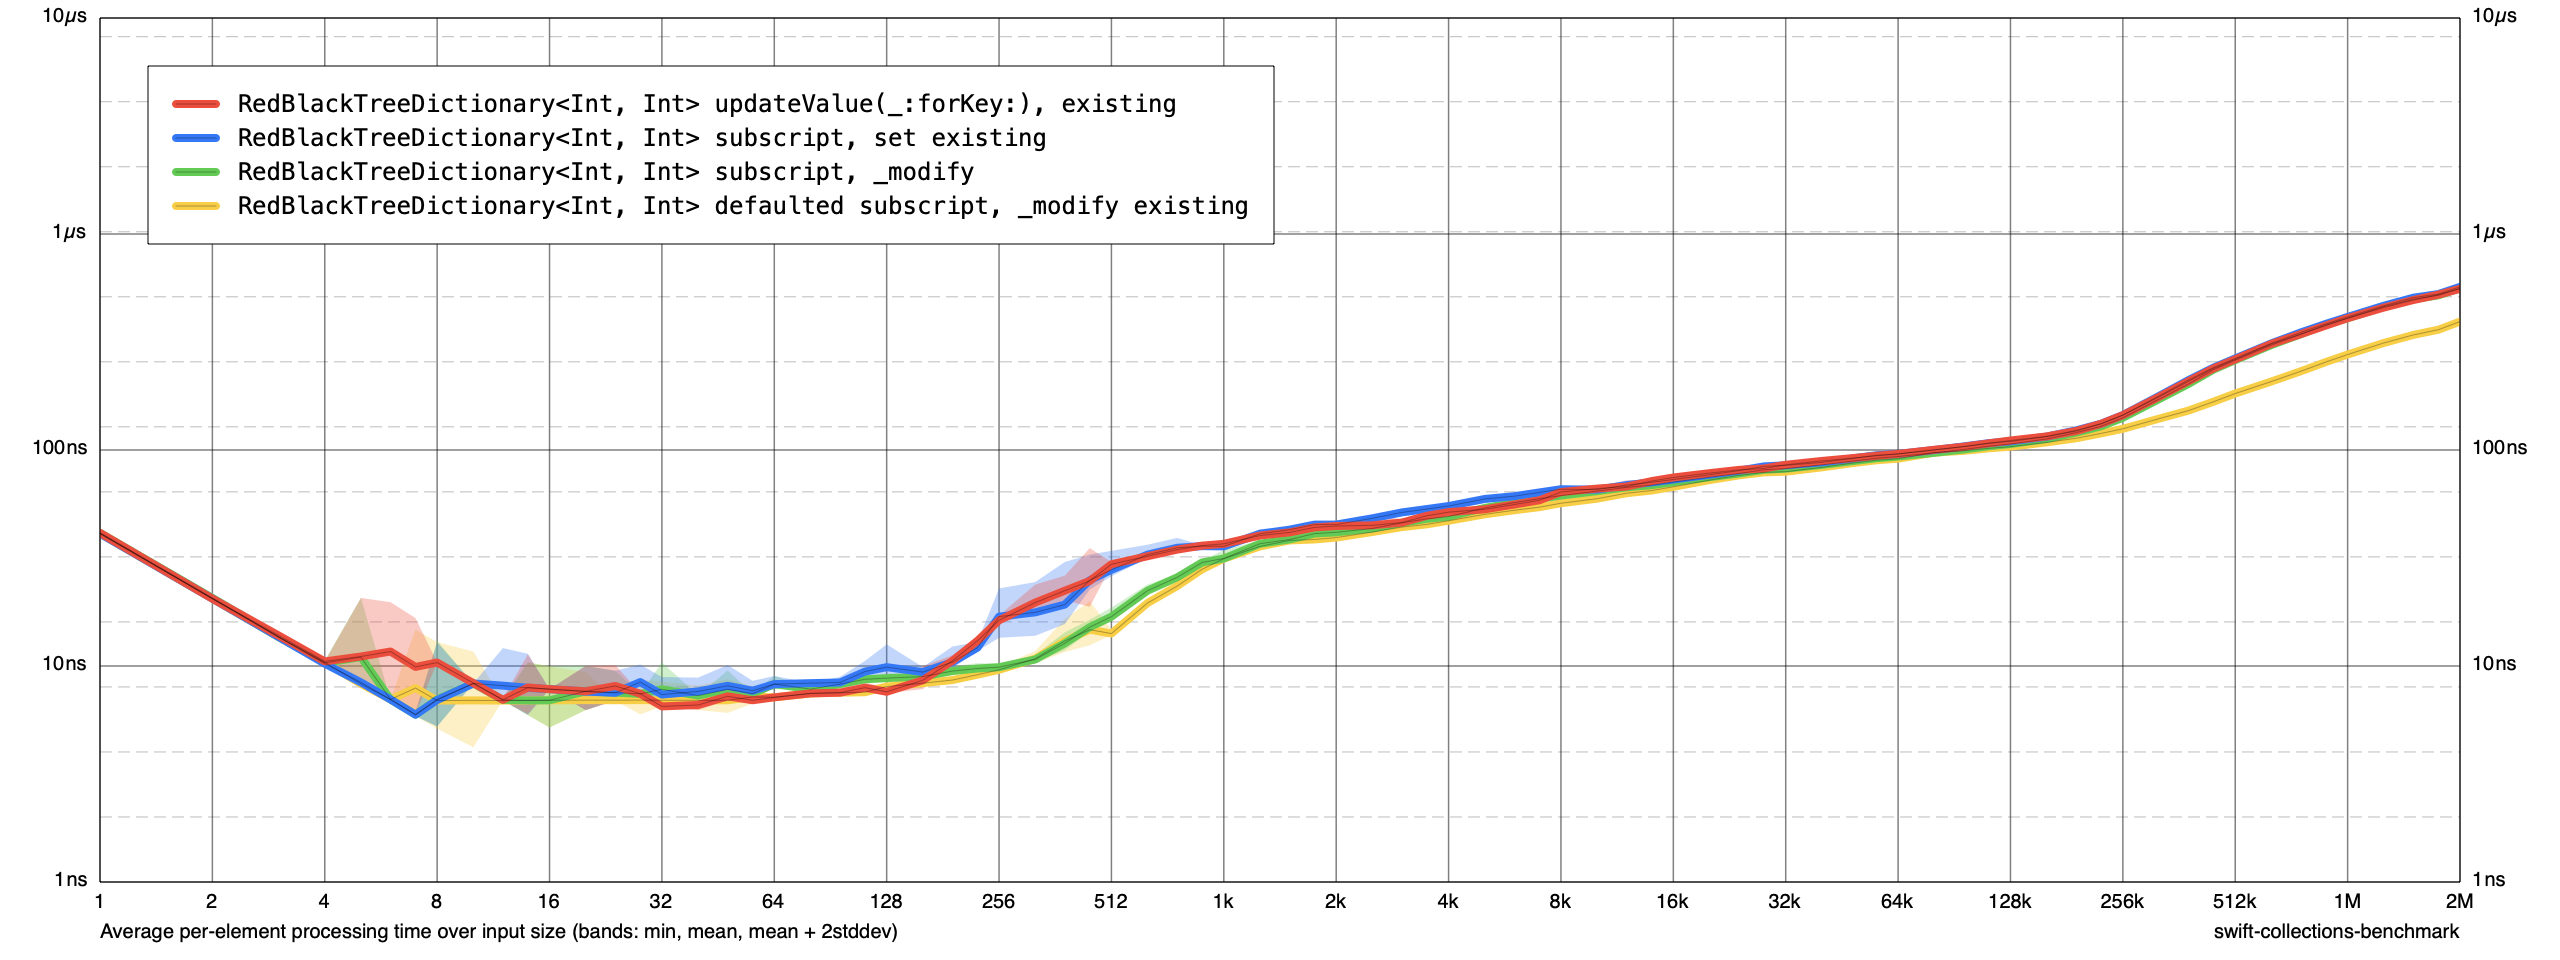 10µs 10µs
RedBlackTreeDictionary<Int, Int> updateValue(_:forKey:), existing
RedBlackTreeDictionary<Int, Int> subscript, set existing
RedBlackTreeDictionary<Int, Int> subscript, _modify
RedBlackTreeDictionary<Int, Int> defaulted subscript, _modify existing
1µs 1µs
100ns 100ns
10ns 10ns
1ns 1ns
1 2 4 8 16 32 64 128 256 512 1k 2k 4k 8k 16k 32k 64k 128k 256k 512k 1M 2M
Average per-element processing time over input size (bands: min, mean, mean + 2stddev) swift-collections-benchmark